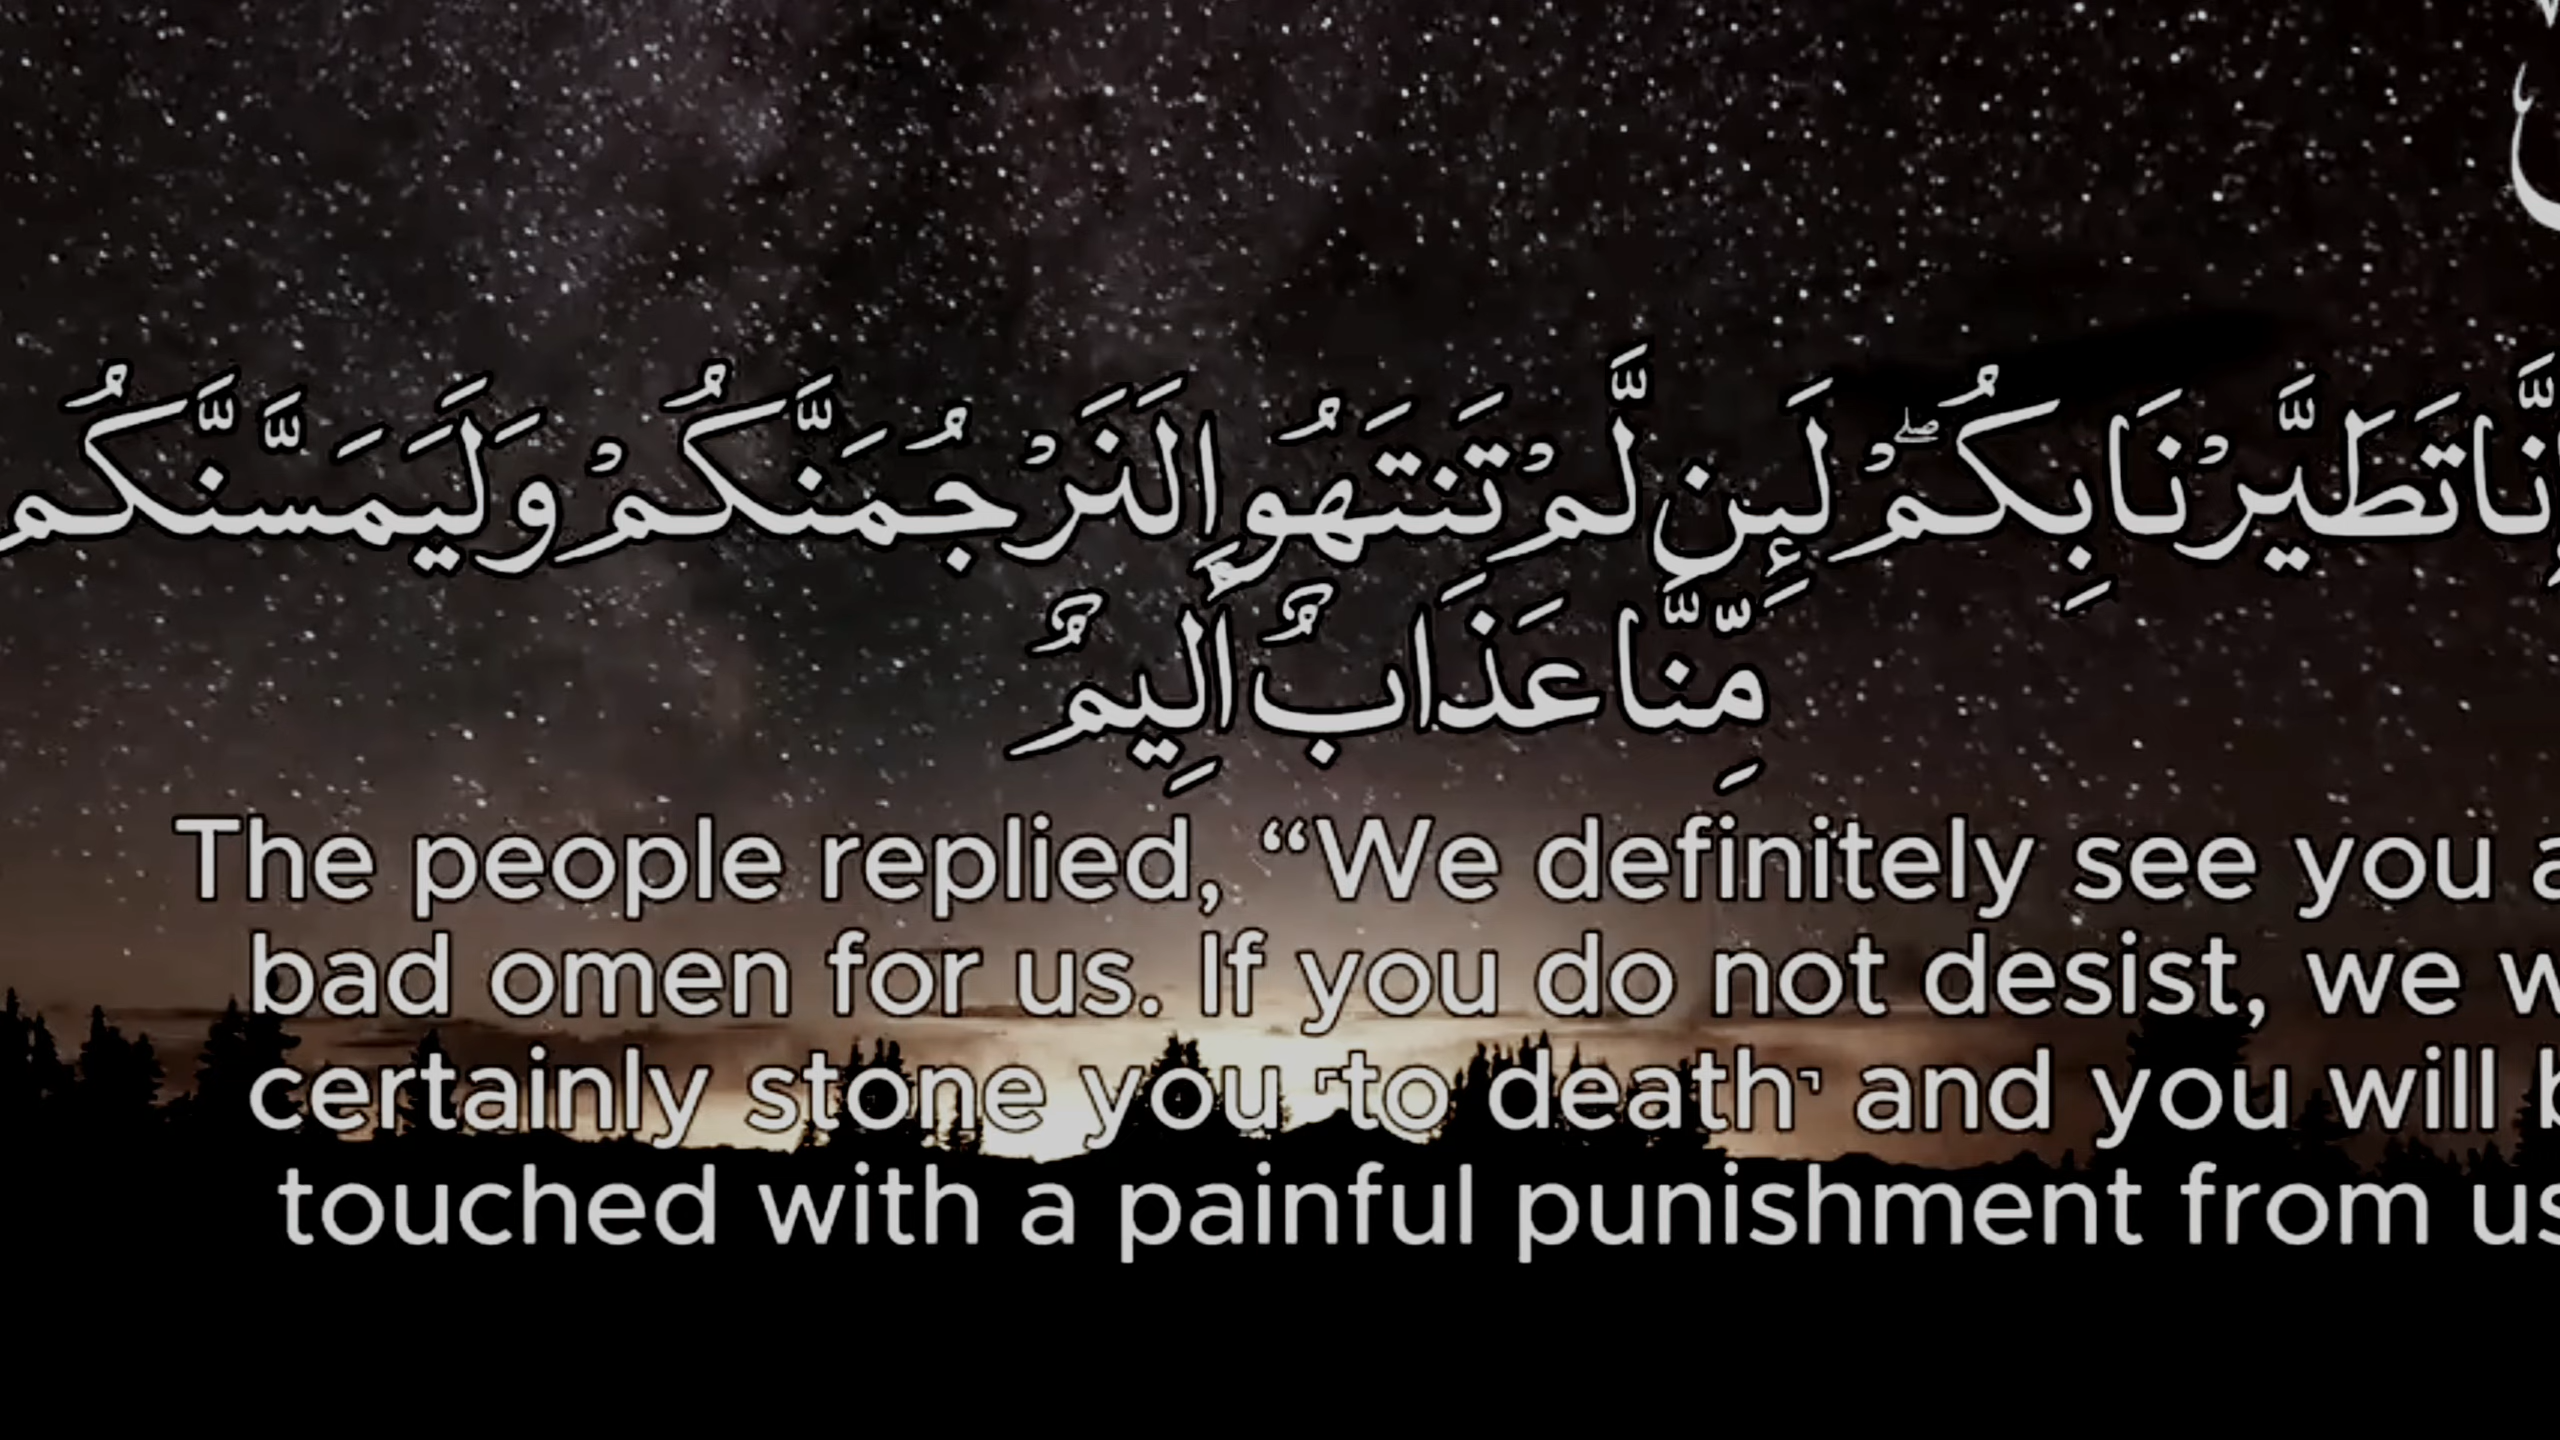 إِنَّا تَطَيَّرْنَا بِكُمْ ۖ لَئِن لَّمْ تَنتَهُوا لَنَرْجُمَنَّكُمْ وَلَيَمَسَّنَّكُم
مِّنَّا عَذَابٌ أَلِيمٌ
The people replied, “We definitely see you a
bad omen for us. If you do not desist, we w
certainly stone you ˹to death˺ and you will b
touched with a painful punishment from us